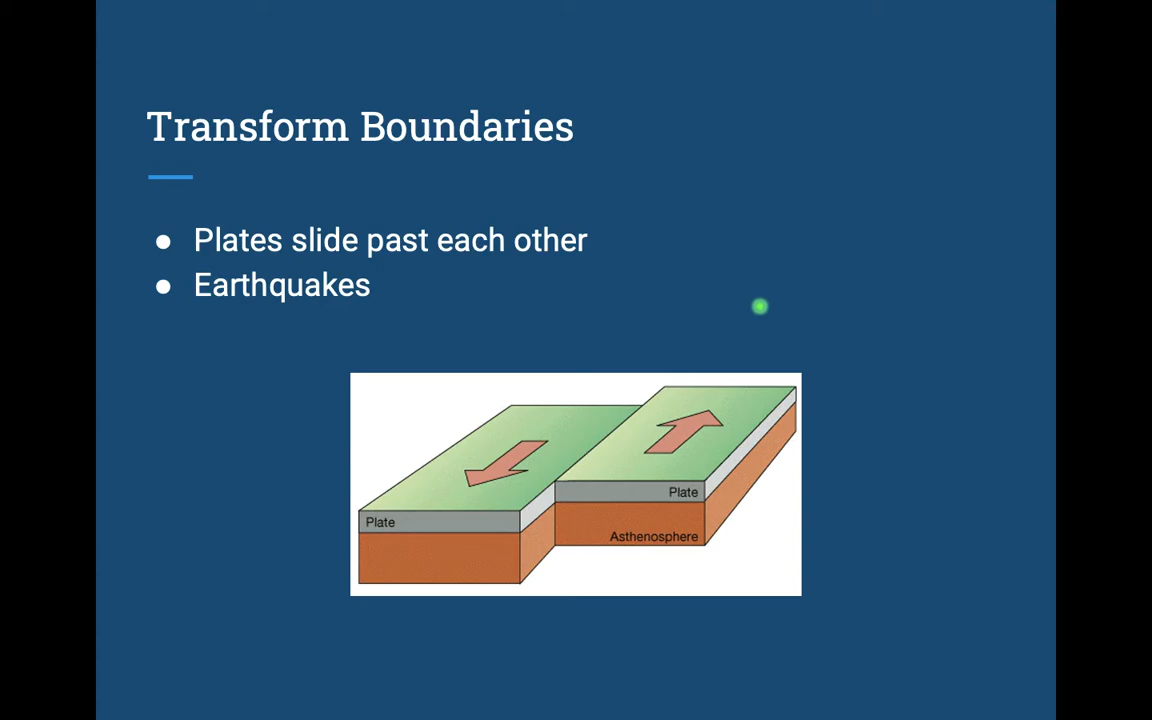 Transform Boundaries
● Plates slide past each other
● Earthquakes
Plate
Plate
Asthenosphere